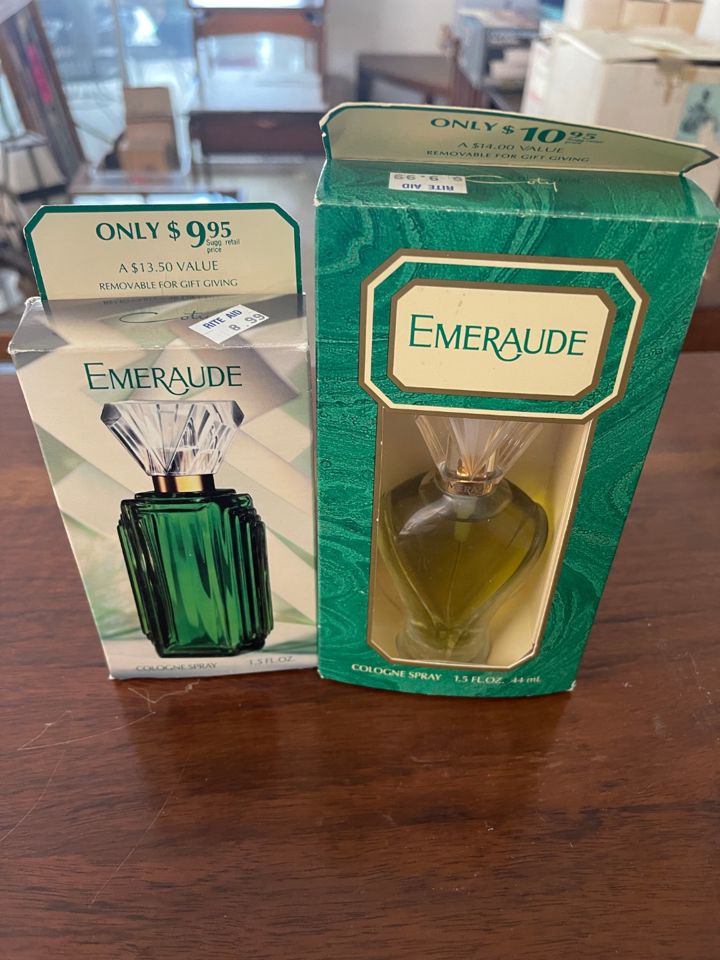 ONLY $9.95
Sugg. retail
price
A $13.50 VALUE
REMOVABLE FOR GIFT GIVING
Coty
RITE AID
8.99
EMERAUDE
COLOGNE SPRAY 1.5 FL.OZ.
ONLY $10.95
A $14.00 VALUE
REMOVABLE FOR GIFT GIVING
Coty
RITE AID
$9.99
EMERAUDE
COLOGNE SPRAY 1.5 FL.OZ. 44 mL